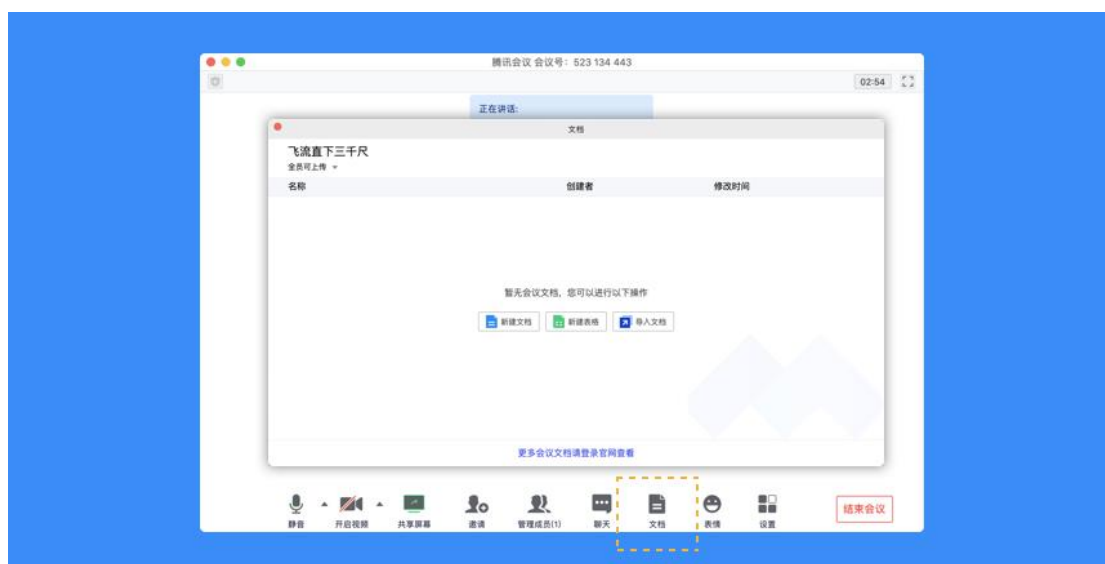 腾讯会议 会议号：523 134 443
02:54
正在讲话:
文档
飞流直下三千尺
全员可上传
名称 创建者 修改时间
暂无会议文档，您可以进行以下操作
新建文档 新建表格 导入文档
更多会议文档请登录官网查看
静音 开启视频 共享屏幕 邀请 管理成员(1) 聊天 文档 表情 设置 结束会议